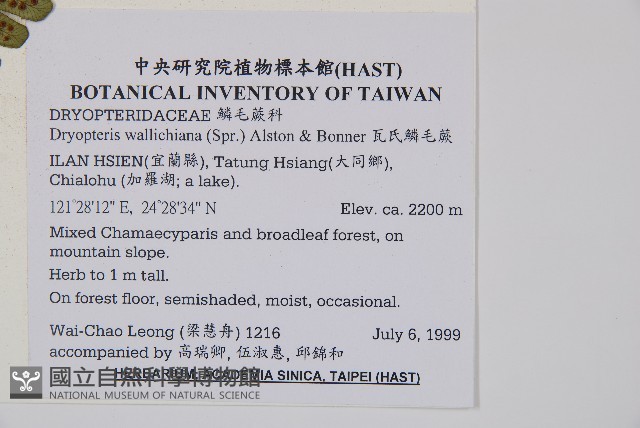 中央研究院植物標本館(HAST)
BOTANICAL INVENTORY OF TAIWAN
DRYOPTERIDACEAE 鱗毛蕨科
Dryopteris wallichiana (Spr.) Alston & Bonner 瓦氏鱗毛蕨
ILAN HSIEN(宜蘭縣), Tatung Hsiang(大同鄉),
Chialohu (加羅湖; a lake).
121°28'12" E, 24°28'34" N Elev. ca. 2200 m
Mixed Chamaecyparis and broadleaf forest, on
mountain slope.
Herb to 1 m tall.
On forest floor, semishaded, moist, occasional.
Wai-Chao Leong (梁慧舟) 1216 July 6, 1999
accompanied by 高瑞卿, 伍淑惠, 邱錦和
HERBARIUM, ACADEMIA SINICA, TAIPEI (HAST)
國立自然科學博物館
NATIONAL MUSEUM OF NATURAL SCIENCE